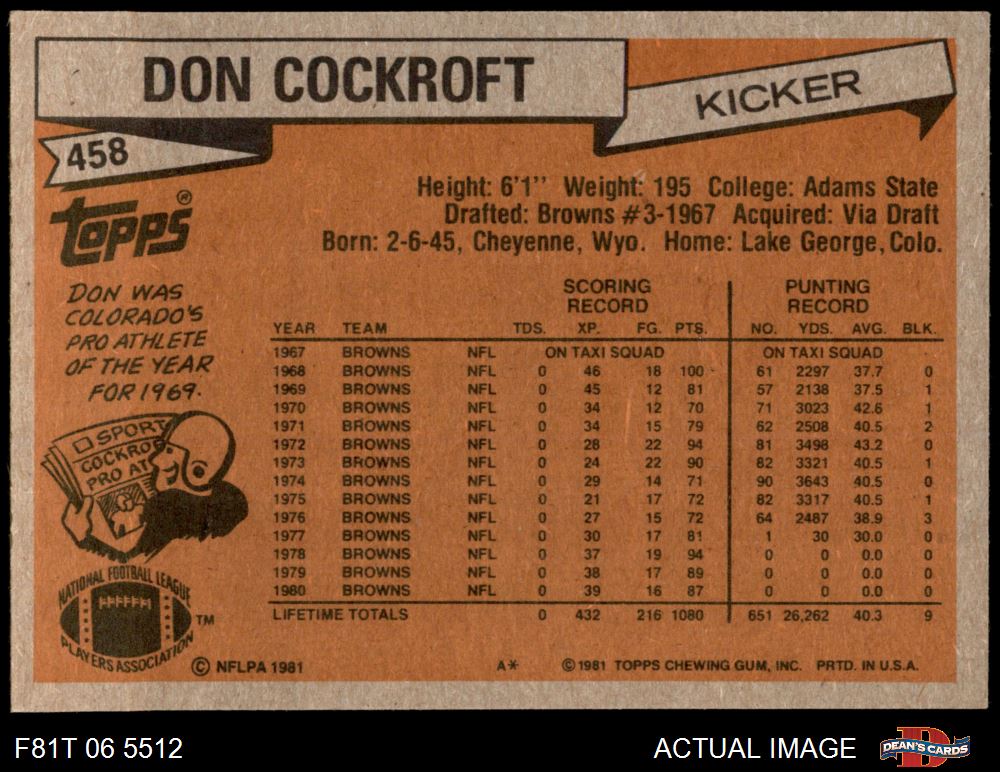 DON COCKROFT
KICKER
458
Topps®
Height: 6'1" Weight: 195 College: Adams State
Drafted: Browns #3-1967 Acquired: Via Draft
Born: 2-6-45, Cheyenne, Wyo. Home: Lake George, Colo.
DON WAS
COLORADO'S
PRO ATHLETE
OF THE YEAR
FOR 1969.
SPORT
COCKROF
PRO AT
SCORING RECORD PUNTING RECORD
YEAR TEAM TDS. XP. FG. PTS. NO. YDS. AVG. BLK.
1967 BROWNS NFL ON TAXI SQUAD ON TAXI SQUAD
1968 BROWNS NFL 0 46 18 100 61 2297 37.7 0
1969 BROWNS NFL 0 45 12 81 57 2138 37.5 1
1970 BROWNS NFL 0 34 12 70 71 3023 42.6 1
1971 BROWNS NFL 0 34 15 79 62 2508 40.5 2
1972 BROWNS NFL 0 28 22 94 81 3498 43.2 0
1973 BROWNS NFL 0 24 22 90 82 3321 40.5 1
1974 BROWNS NFL 0 29 14 71 90 3643 40.5 0
1975 BROWNS NFL 0 21 17 72 82 3317 40.5 1
1976 BROWNS NFL 0 27 15 72 64 2487 38.9 3
1977 BROWNS NFL 0 30 17 81 1 30 30.0 0
1978 BROWNS NFL 0 37 19 94 0 0 0.0 0
1979 BROWNS NFL 0 38 17 89 0 0 0.0 0
1980 BROWNS NFL 0 39 16 87 0 0 0.0 0
LIFETIME TOTALS 0 432 216 1080 651 26,262 40.3 9
NATIONAL FOOTBALL LEAGUE
PLAYERS ASSOCIATION
TM
© NFLPA 1981 A* ©1981 TOPPS CHEWING GUM, INC. PRTD. IN U.S.A.
F81T 06 5512 ACTUAL IMAGE D DEAN'S CARDS